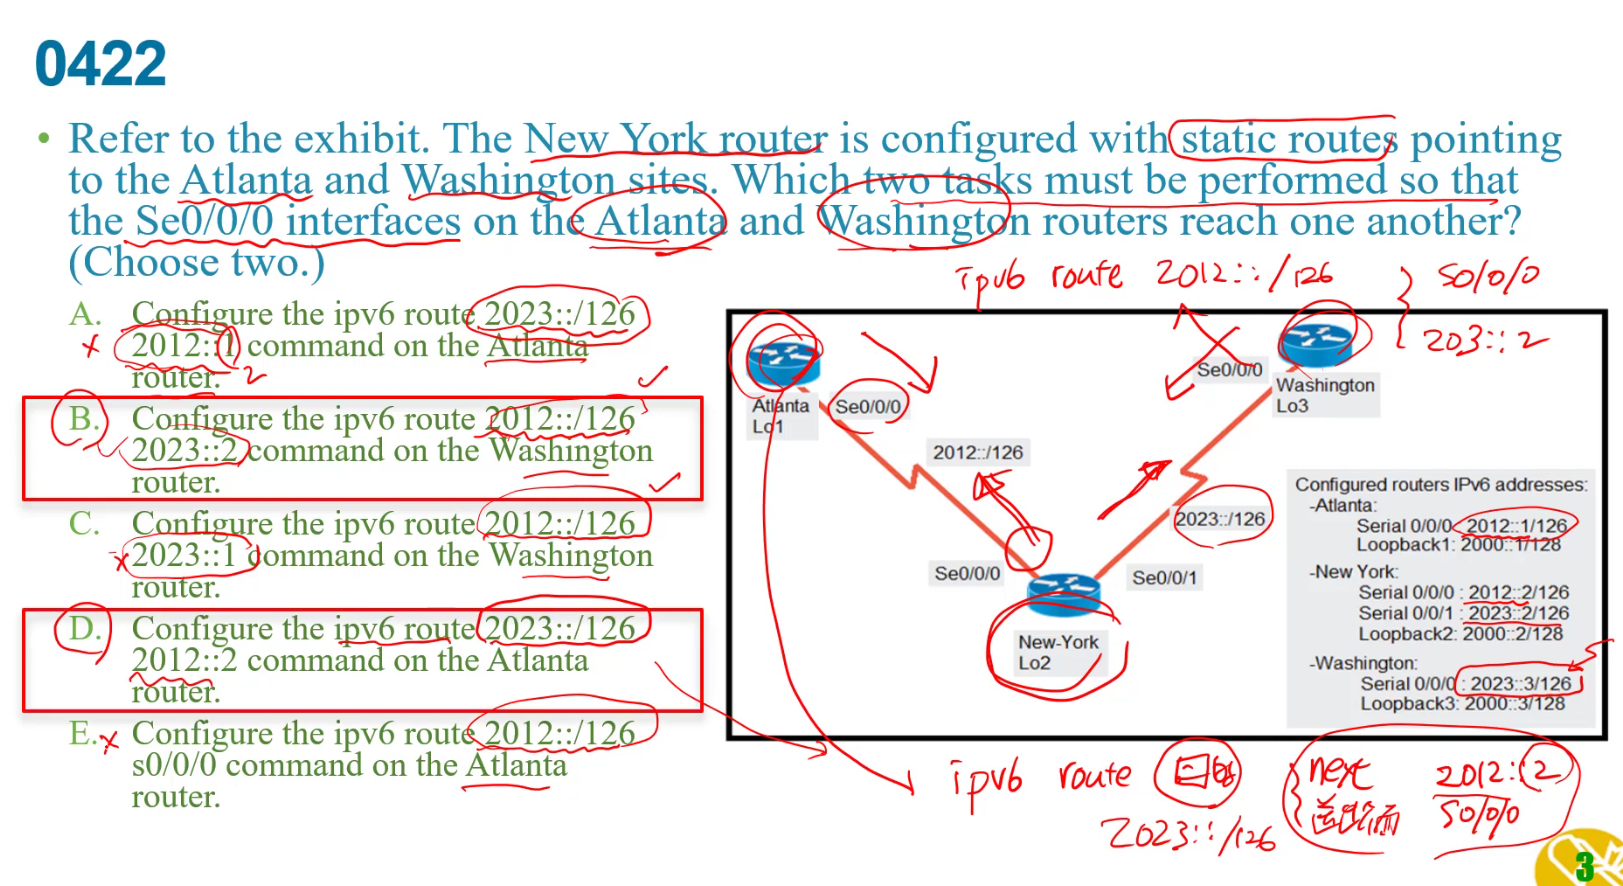 0422
• Refer to the exhibit. The New York router is configured with static routes pointing
to the Atlanta and Washington sites. Which two tasks must be performed so that
the Se0/0/0 interfaces on the Atlanta and Washington routers reach one another?
(Choose two.)
A. Configure the ipv6 route 2023::/126
2012::1 command on the Atlanta
router. 2
B. Configure the ipv6 route 2012::/126
2023::2 command on the Washington
router.
C. Configure the ipv6 route 2012::/126
2023::1 command on the Washington
router.
D. Configure the ipv6 route 2023::/126
2012::2 command on the Atlanta
router.
E. Configure the ipv6 route 2012::/126
s0/0/0 command on the Atlanta
router.
ipv6 route 2012::/126
S0/0/0
203::2
Atlanta
Lo1
Se0/0/0
Se0/0/0
Washington
Lo3
2012::/126
2023::/126
Se0/0/0
Se0/0/1
New-York
Lo2
Configured routers IPv6 addresses:
-Atlanta:
Serial 0/0/0 : 2012::1/126
Loopback1: 2000::1/128
-New York:
Serial 0/0/0 : 2012::2/126
Serial 0/0/1 : 2023::2/126
Loopback2: 2000::2/128
-Washington:
Serial 0/0/0 : 2023::3/126
Loopback3: 2000::3/128
ipv6 route
next 2012::2
S0/0/0
2023::/126
3